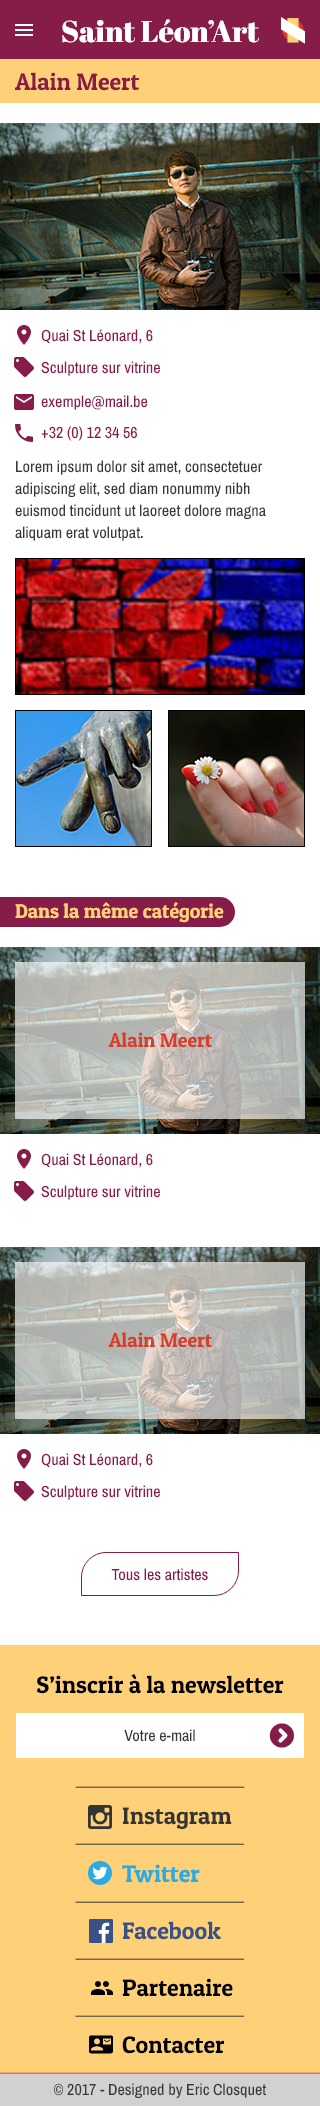 Saint Léon’Art
Alain Meert
Quai St Léonard, 6
Sculpture sur vitrine
exemple@mail.be
+32 (0) 12 34 56
Lorem ipsum dolor sit amet, consectetuer
adipiscing elit, sed diam nonummy nibh
euismod tincidunt ut laoreet dolore magna
aliquam erat volutpat.
Dans la même catégorie
Alain Meert
Quai St Léonard, 6
Sculpture sur vitrine
Alain Meert
Quai St Léonard, 6
Sculpture sur vitrine
Tous les artistes
S’inscrir à la newsletter
Votre e-mail
Instagram
Twitter
Facebook
Partenaire
Contacter
© 2017 - Designed by Eric Closquet